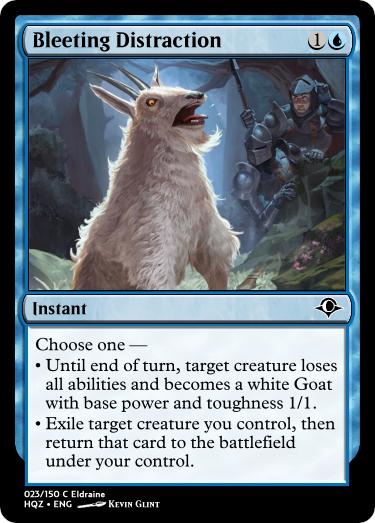 Bleeting Distraction 1
Instant
Choose one —
• Until end of turn, target creature loses
all abilities and becomes a white Goat
with base power and toughness 1/1.
• Exile target creature you control, then
return that card to the battlefield
under your control.
023/150 C Eldraine
HQZ • ENG Kevin Glint